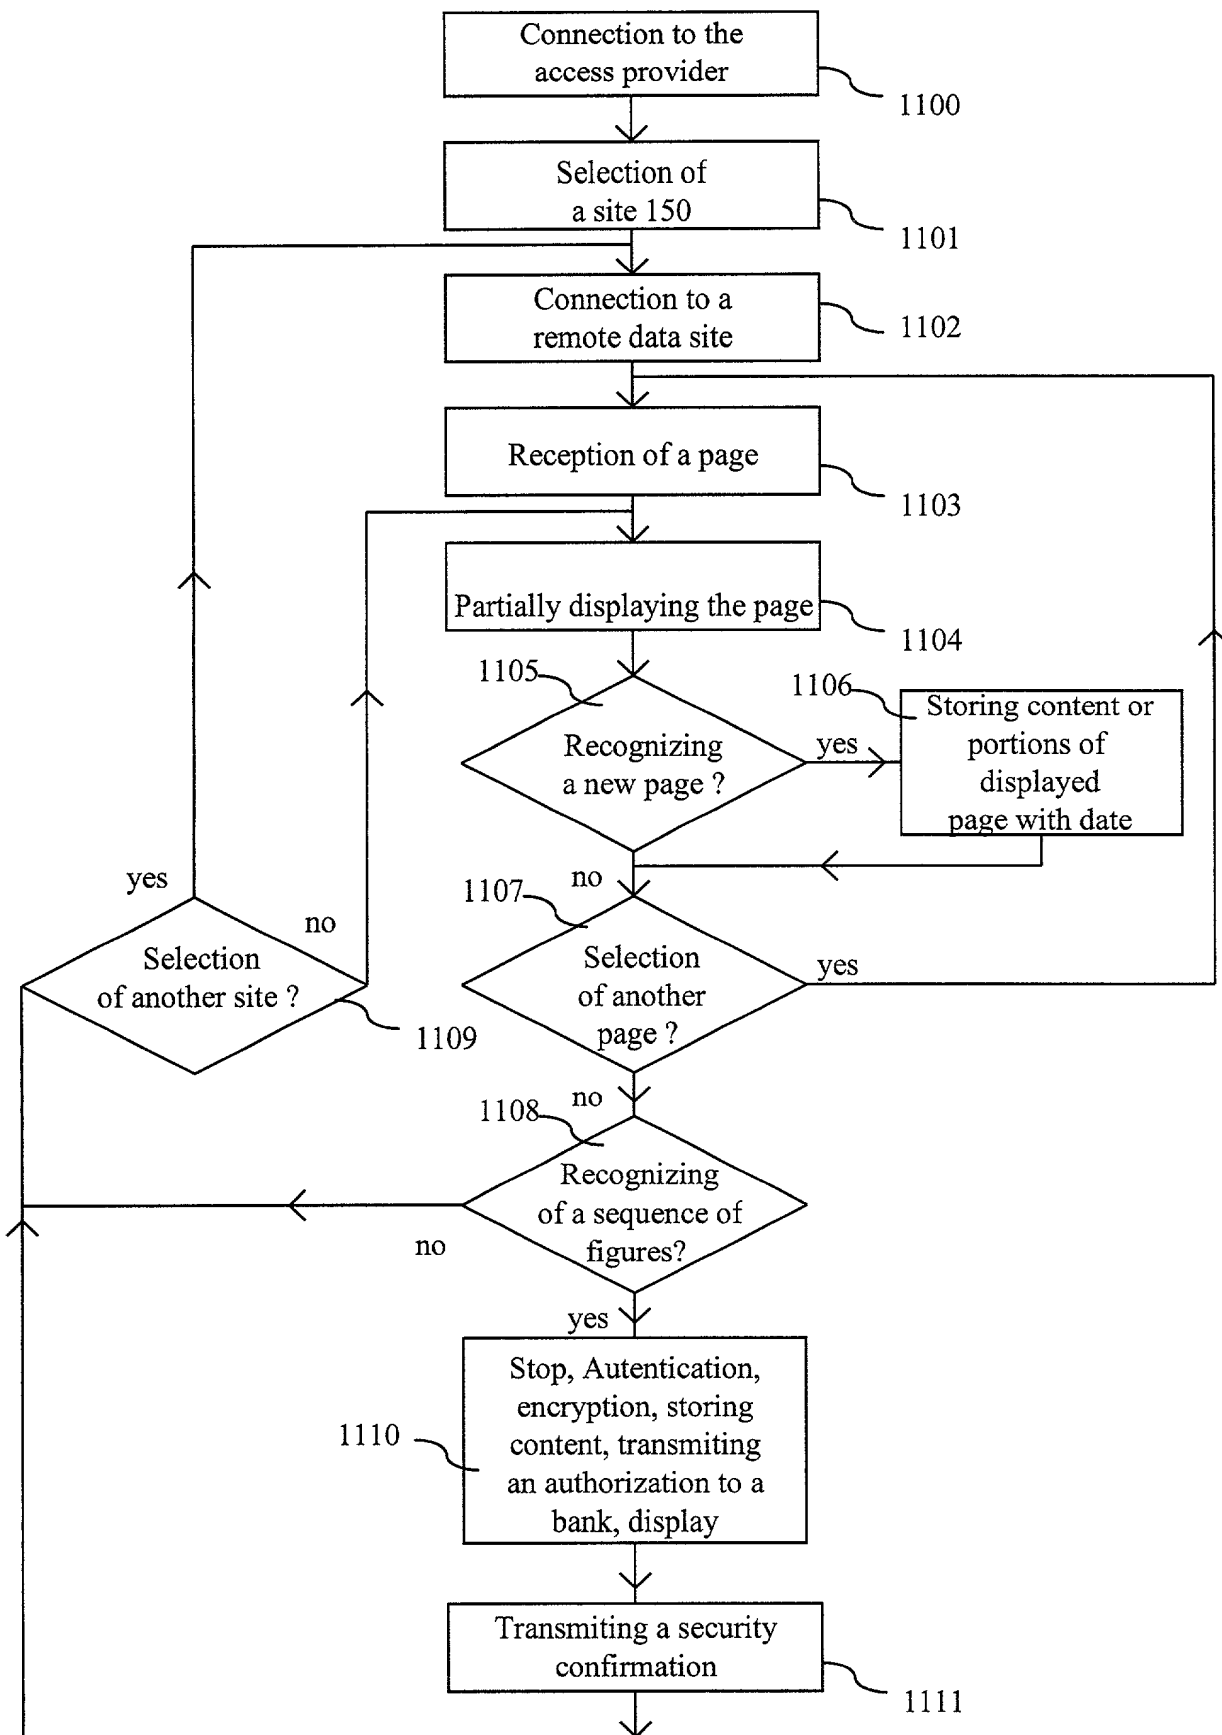 Connection to the
access provider
1100
Selection of
a site 150
1101
Connection to a
remote data site
1102
Reception of a page
1103
Partially displaying the page
1104
1105
Recognizing
a new page ?
yes
1106
Storing content or
portions of
displayed
page with date
no
1107
Selection
of another
page ?
yes
yes
no
Selection
of another site ?
1109
no
1108
Recognizing
of a sequence of
figures?
no
yes
1110
Stop, Autentication,
encryption, storing
content, transmiting
an authorization to a
bank, display
Transmiting a security
confirmation
1111